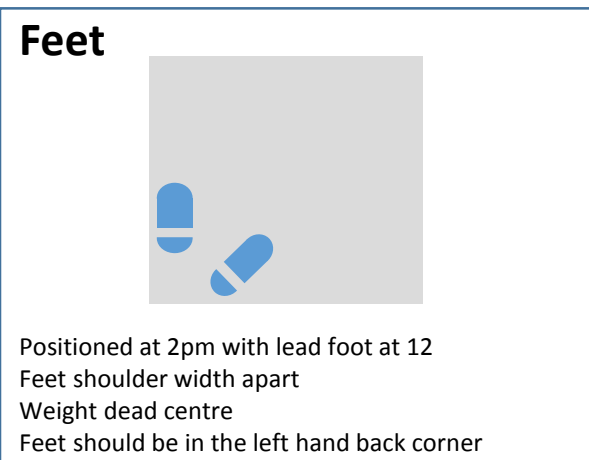 Feet
Positioned at 2pm with lead foot at 12
Feet shoulder width apart
Weight dead centre
Feet should be in the left hand back corner